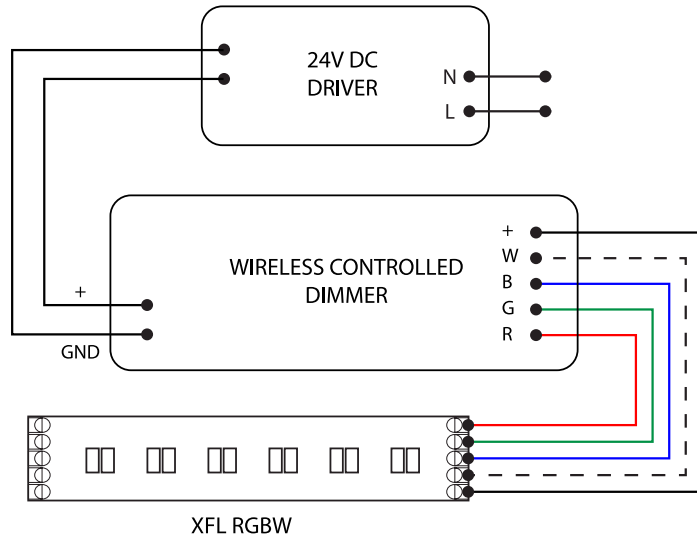 24V DC
DRIVER
N
L
WIRELESS CONTROLLED
DIMMER
+
GND
+
W
B
G
R
XFL RGBW